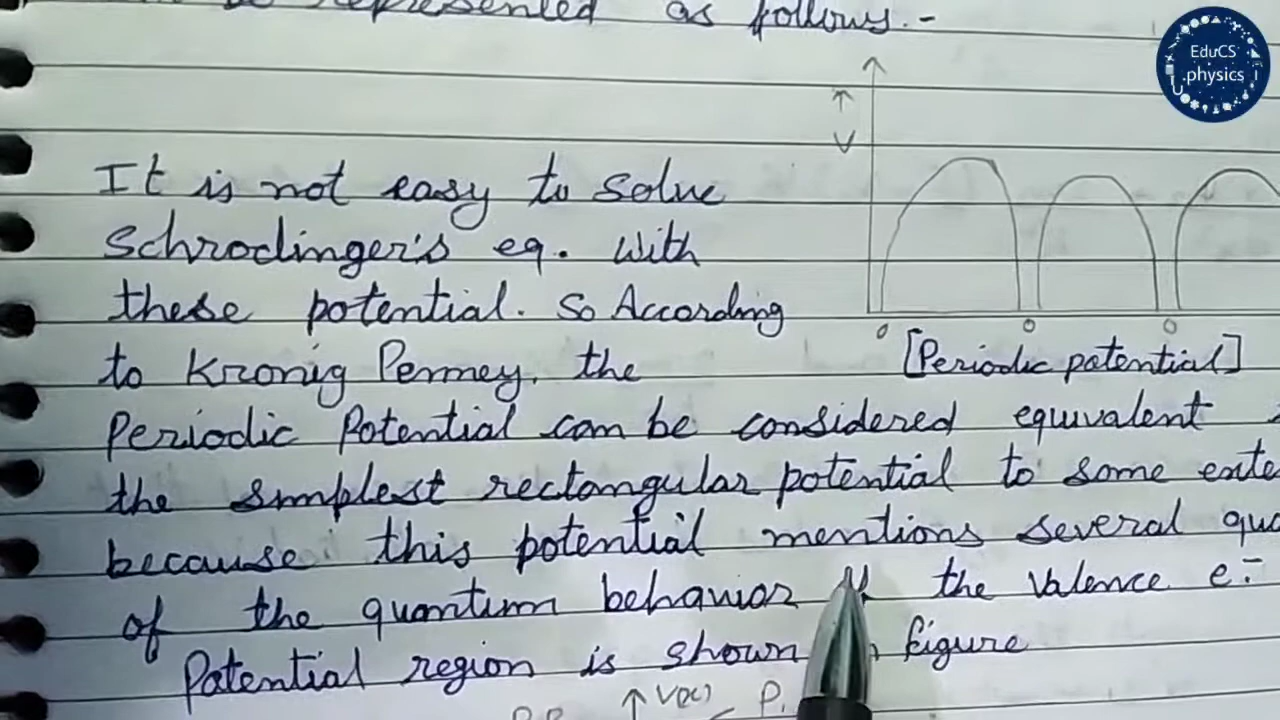 be represented as follows.-
EduCS
physics
↑
V
It is not easy to solve
Schrodinger's eq. with
these potential. So According
o o o
to Kronig Penney, the
[Periodic potential]
Periodic Potential can be considered equivalent
the simplest rectangular potential to some exte
because this potential mentions several qua
of the quantum behavior the Valence e⁻
Potential region is shown figure
V(x) P.